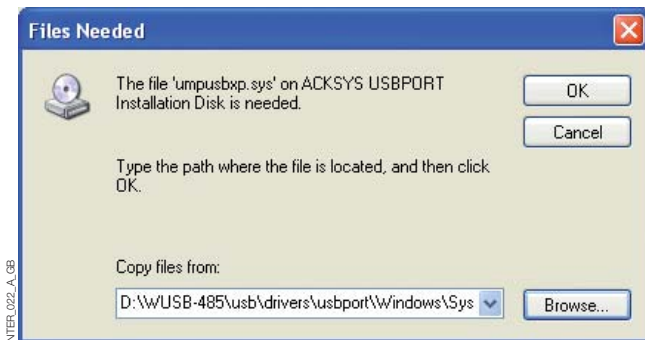 Files Needed
The file 'umpusbxp.sys' on ACKSYS USBPORT
Installation Disk is needed.
OK
Cancel
Type the path where the file is located, and then click
OK.
Copy files from:
D:\WUSB-485\usb\drivers\usbport\Windows\Sys
Browse...
NTER_022_A_GB